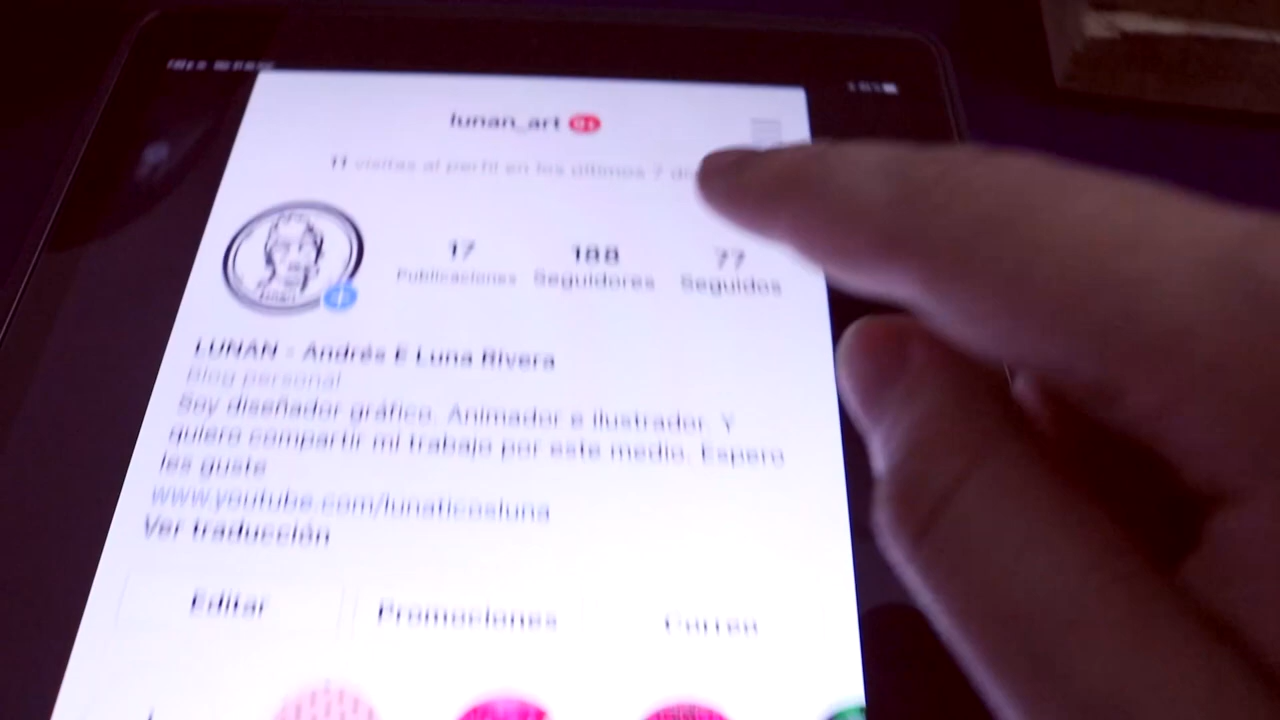 lunan_art 9+
11 visitas al perfil en los últimos 7
17 188 77
Publicaciones Seguidores Seguidos
LUNAN - Andrés E Luna Rivera
Blog personal
Soy diseñador gráfico. Animador e ilustrador. Y
quiero compartir mi trabajo por este medio. Espero
les guste
www.youtube.com/lunaticosluna
Ver traducción
Editar Promociones Correo